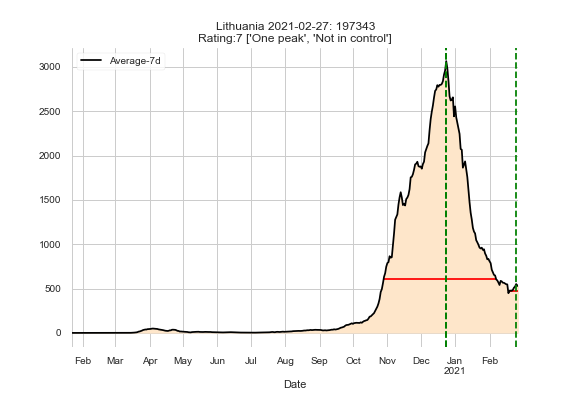 Lithuania 2021-02-27: 197343
Rating:7 ['One peak', 'Not in control']
Average-7d
3000
2500
2000
1500
1000
500
0
Feb Mar Apr May Jun Jul Aug Sep Oct Nov Dec Jan Feb
2021
Date